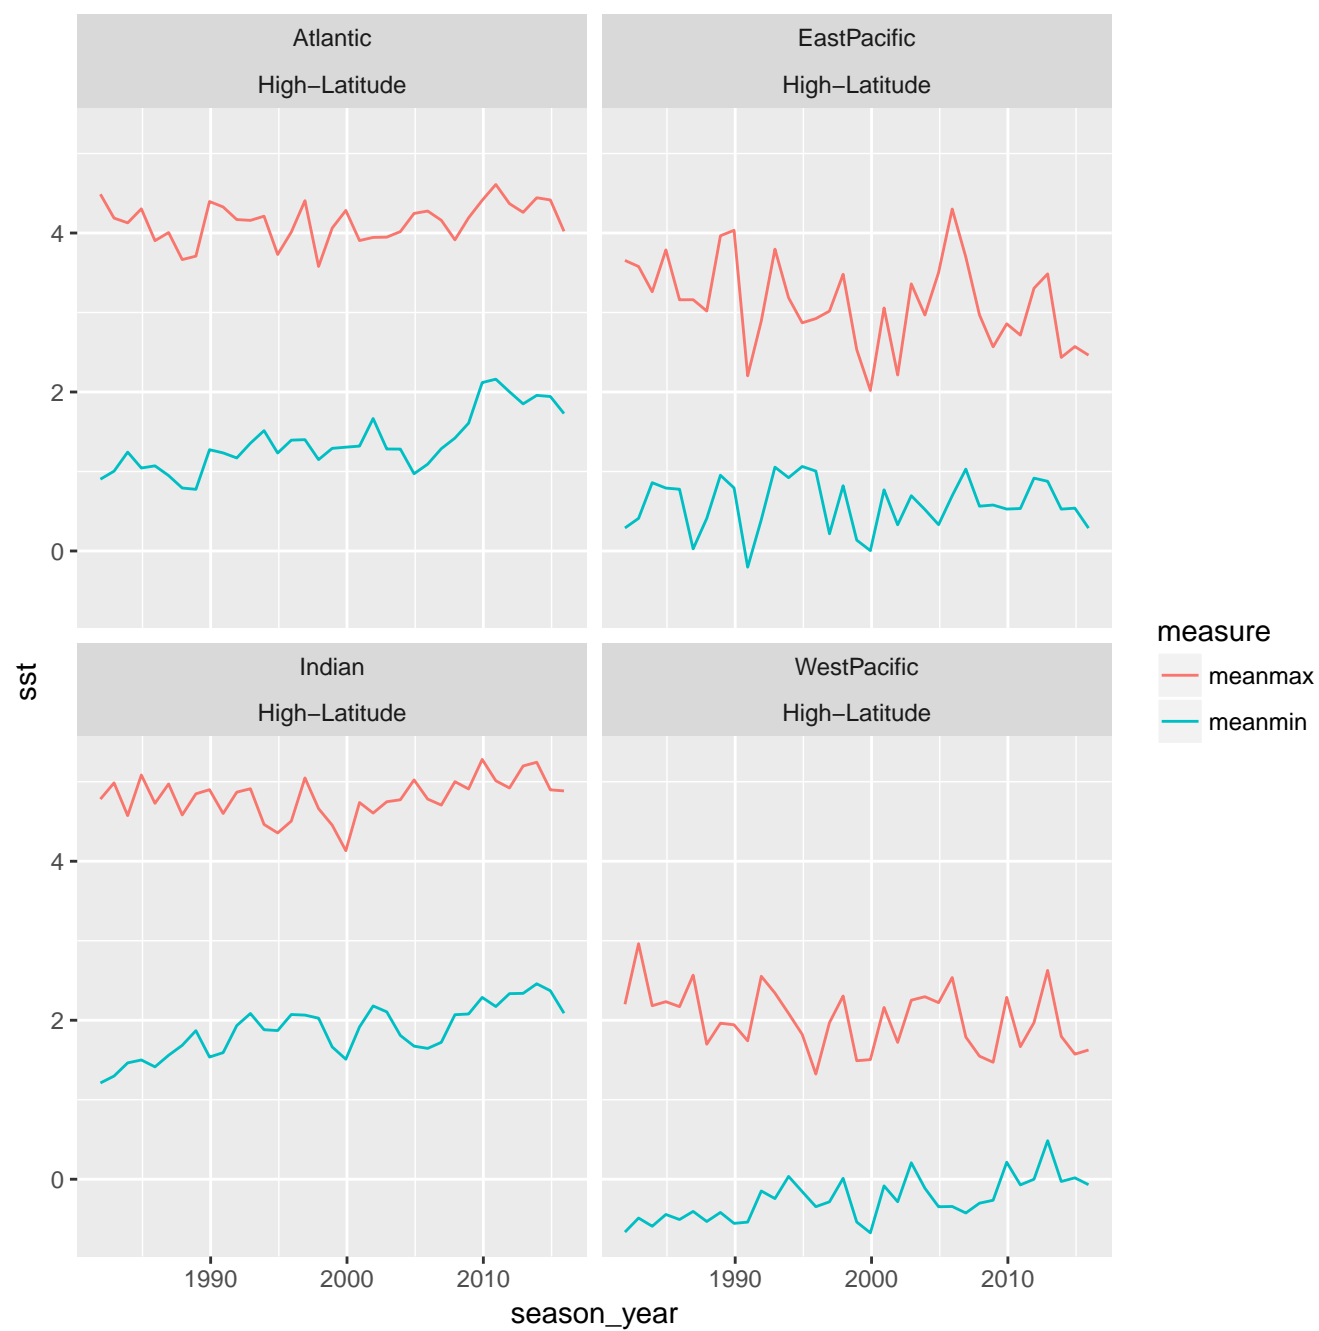 Atlantic
High−Latitude
EastPacific
High−Latitude
4
2
0
Indian
High−Latitude
WestPacific
High−Latitude
4
2
0
1990
2000
2010
1990
2000
2010
season_year
sst
measure
meanmax
meanmin